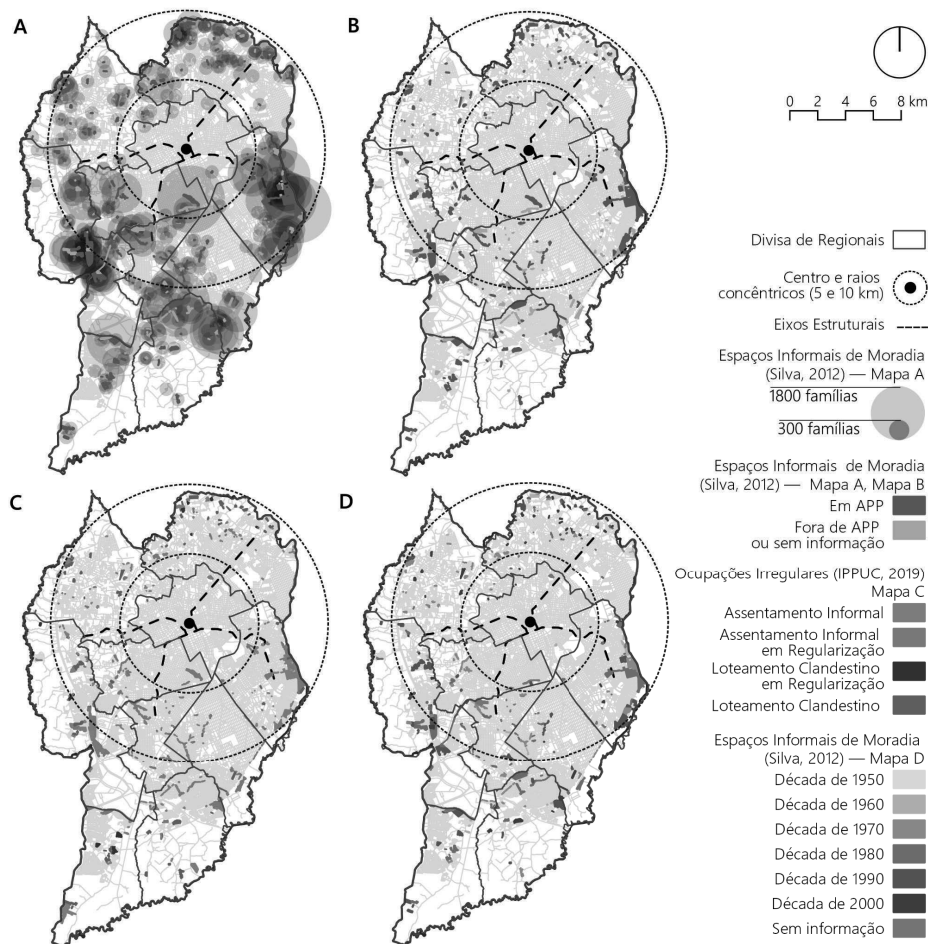 A
B
0 2 4 6 8 km
Divisa de Regionais
Centro e raios
concêntricos (5 e 10 km)
Eixos Estruturais
Espaços Informais de Moradia
(Silva, 2012) — Mapa A
1800 famílias
300 famílias
Espaços Informais de Moradia
(Silva, 2012) — Mapa A, Mapa B
Em APP
Fora de APP
ou sem informação
C
D
Ocupações Irregulares (IPPUC, 2019)
Mapa C
Assentamento Informal
Assentamento Informal
em Regularização
Loteamento Clandestino
em Regularização
Loteamento Clandestino
Espaços Informais de Moradia
(Silva, 2012) — Mapa D
Década de 1950
Década de 1960
Década de 1970
Década de 1980
Década de 1990
Década de 2000
Sem informação